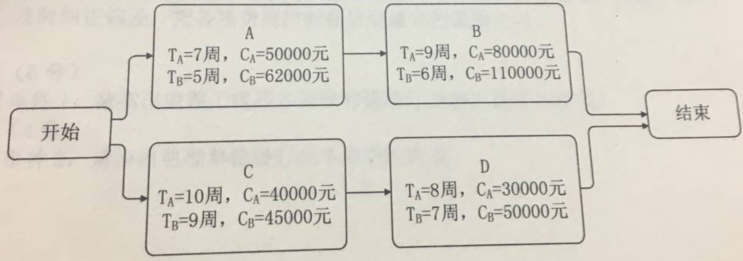 A
T_A=7周，C_A=50000元
T_B=5周，C_B=62000元
B
T_A=9周，C_A=80000元
T_B=6周，C_B=110000元
开始
结束
C
T_A=10周，C_A=40000元
T_B=9周，C_B=45000元
D
T_A=8周，C_A=30000元
T_B=7周，C_B=50000元